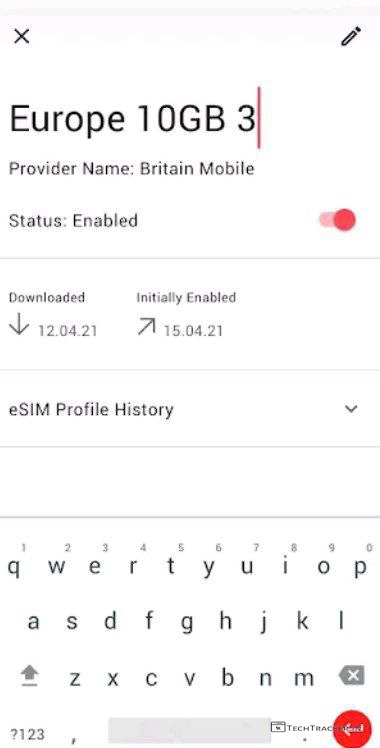 Europe 10GB 3
Provider Name: Britain Mobile
Status: Enabled
Downloaded Initially Enabled
12.04.21 15.04.21
eSIM Profile History
1 2 3 4 5 6 7 8 9 0
q w e r t y u i o p
a s d f g h j k l
z x c v b n m
?123 , .